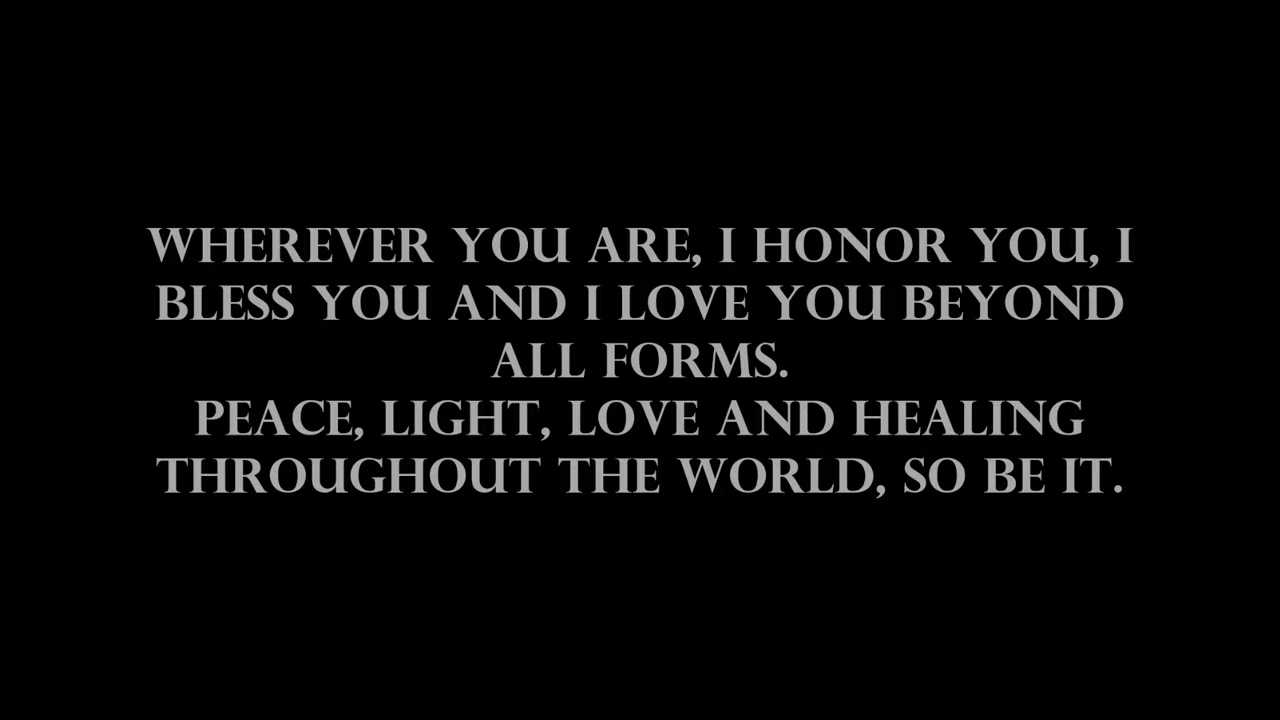 WHEREVER YOU ARE, I HONOR YOU, I
BLESS YOU AND I LOVE YOU BEYOND
ALL FORMS.
PEACE, LIGHT, LOVE AND HEALING
THROUGHOUT THE WORLD, SO BE IT.